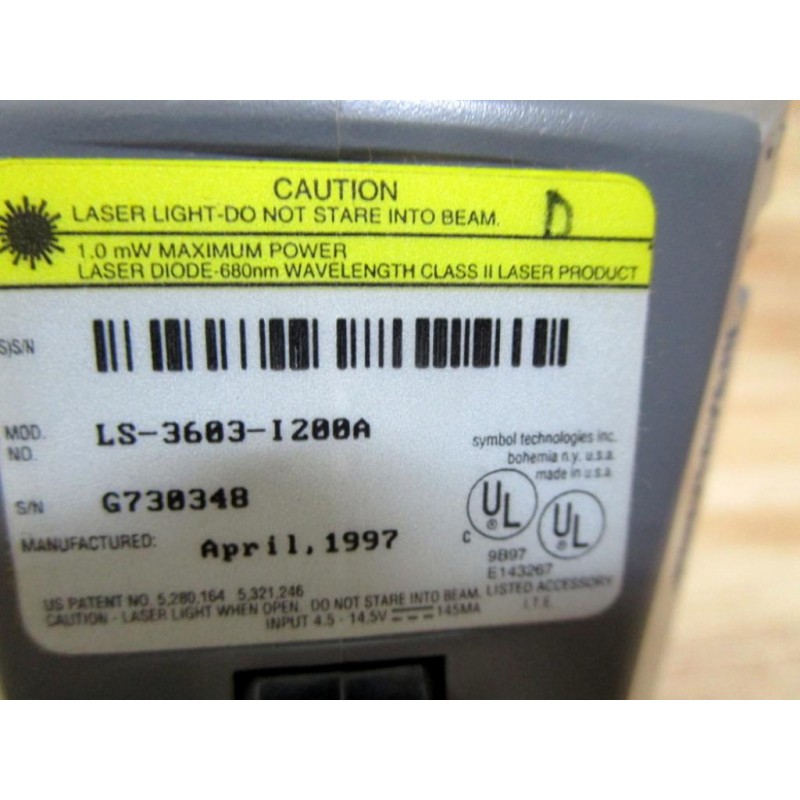 CAUTION
LASER LIGHT-DO NOT STARE INTO BEAM.
D
1.0 mW MAXIMUM POWER
LASER DIODE-680nm WAVELENGTH CLASS II LASER PRODUCT
S)S/N
MOD. NO. LS-3603-I200A
symbol technologies inc.
bohemia n.y. u.s.a.
made in u.s.a.
S/N G730348
UL
UL
C
MANUFACTURED: April, 1997
9B97
E143267
US PATENT NO. 5,280,164 5,321,246
LISTED ACCESSORY
CAUTION - LASER LIGHT WHEN OPEN. DO NOT STARE INTO BEAM.
I.T.E.
INPUT 4.5 - 14.5V 145MA